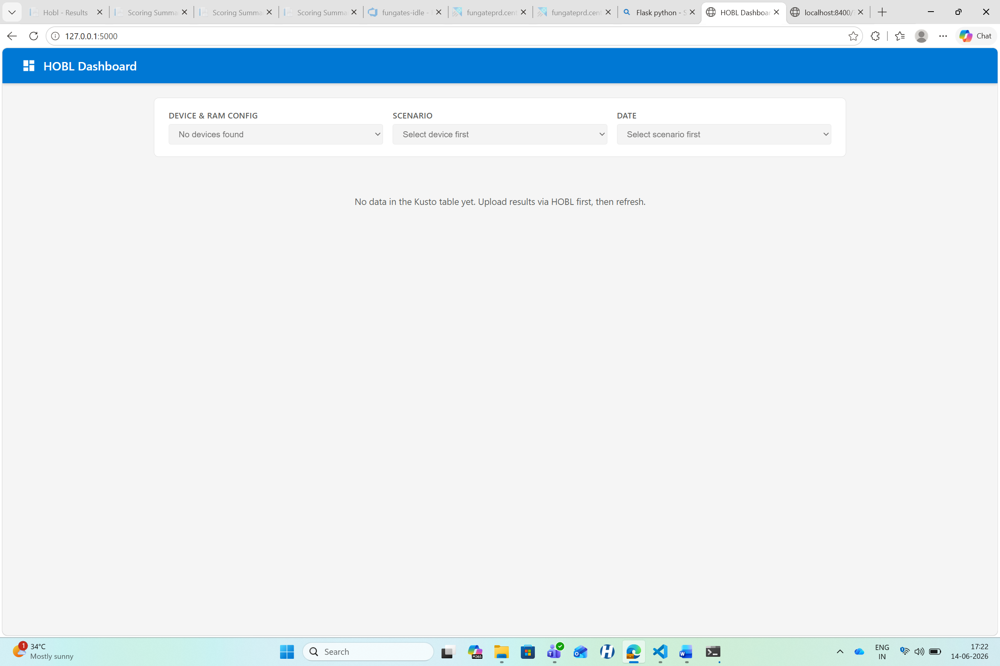 Hobl - Results
Scoring Summa
Scoring Summa
Scoring Summa
fungates-idle -
fungateprd.cent
fungateprd.cent
Flask python - S
HOBL Dashboar
localhost:8400/?
127.0.0.1:5000
Chat
HOBL Dashboard
DEVICE & RAM CONFIG
SCENARIO
DATE
No devices found
Select device first
Select scenario first
No data in the Kusto table yet. Upload results via HOBL first, then refresh.
1
34°C
Mostly sunny
Search
M365
ENG
IN
17:22
14-06-2026